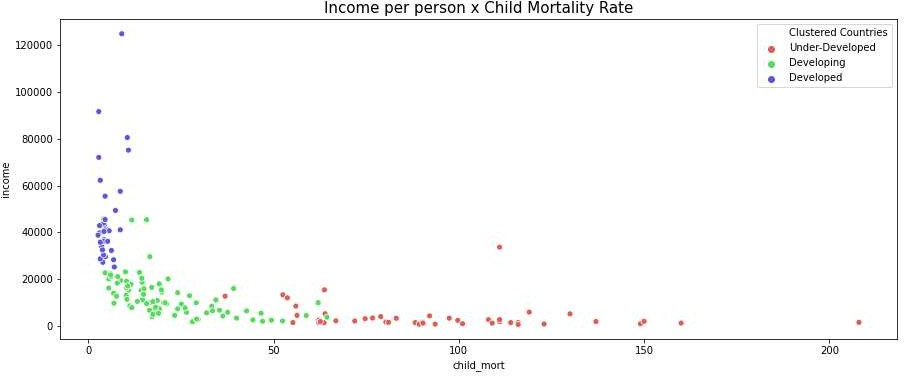 Income per person x Child Mortality Rate
Clustered Countries
Under-Developed
Developing
Developed
120000
100000
80000
60000
40000
20000
0
income
0 50 100 150 200
child_mort